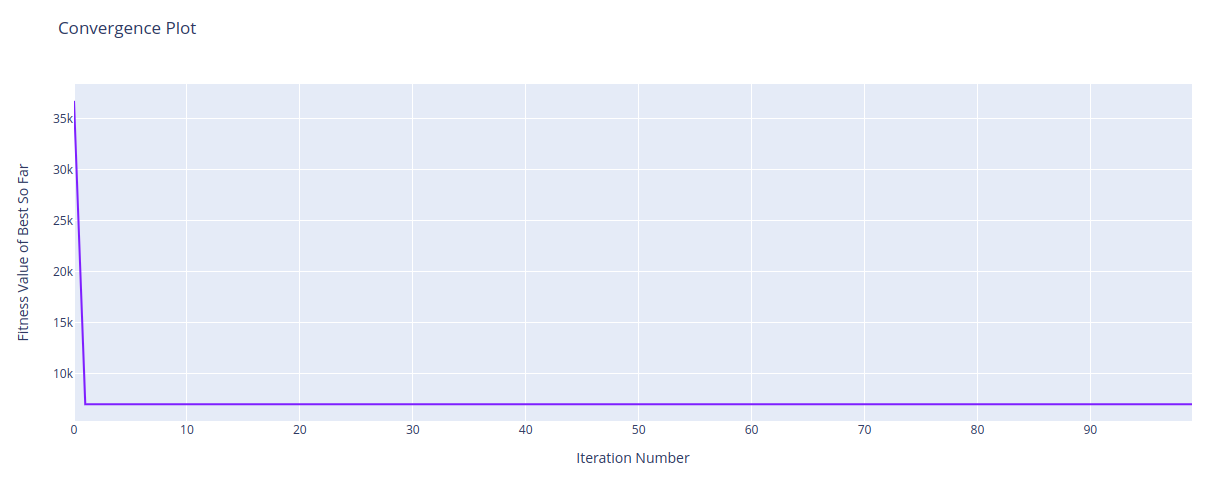 Convergence Plot
35k
30k
25k
20k
15k
10k
Fitness Value of Best So Far
0 10 20 30 40 50 60 70 80 90
Iteration Number